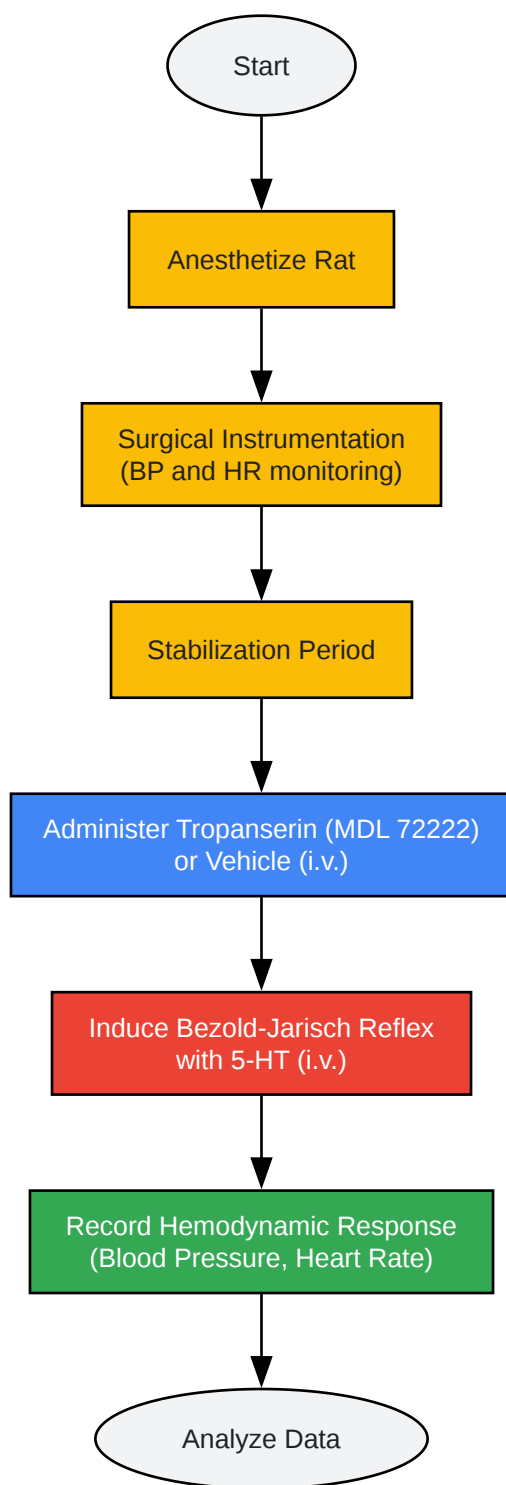 Start
Anesthetize Rat
Surgical Instrumentation
(BP and HR monitoring)
Stabilization Period
Administer Tropanserin (MDL 72222)
or Vehicle (i.v.)
Induce Bezold-Jarisch Reflex
with 5-HT (i.v.)
Record Hemodynamic Response
(Blood Pressure, Heart Rate)
Analyze Data